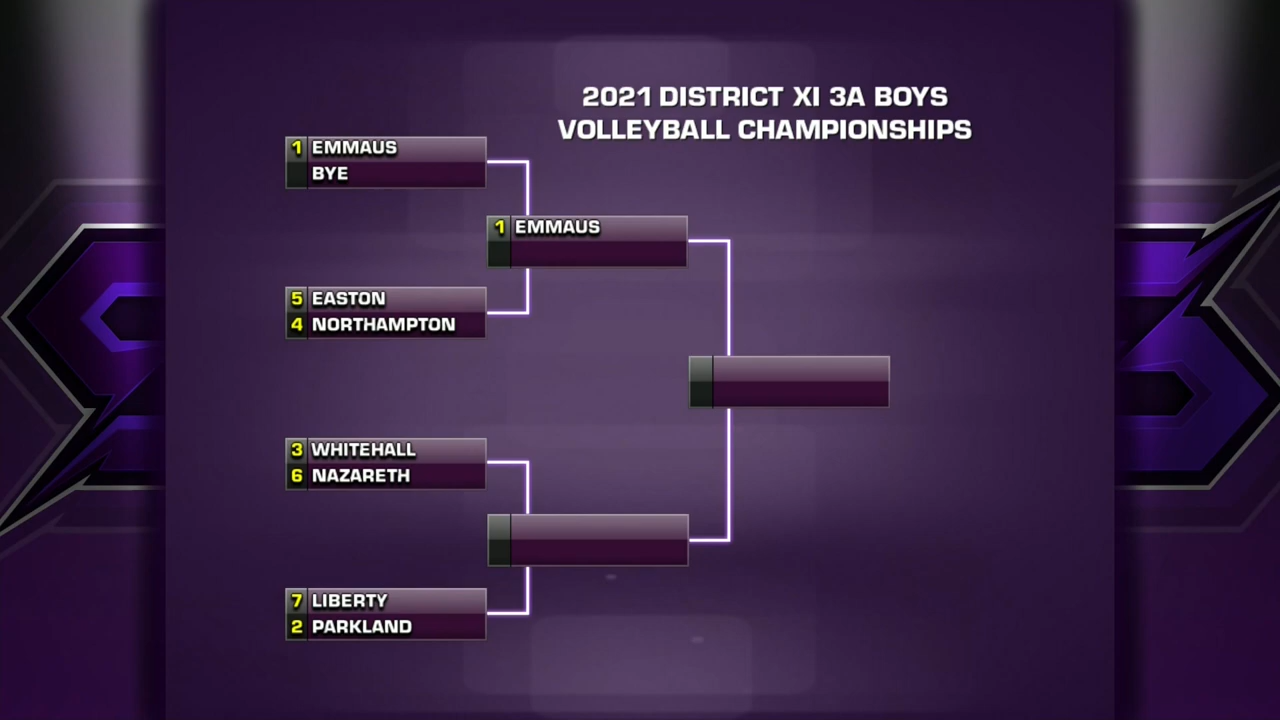 2021 DISTRICT XI 3A BOYS
VOLLEYBALL CHAMPIONSHIPS
1 EMMAUS
BYE
1 EMMAUS
5 EASTON
4 NORTHAMPTON
3 WHITEHALL
6 NAZARETH
7 LIBERTY
2 PARKLAND